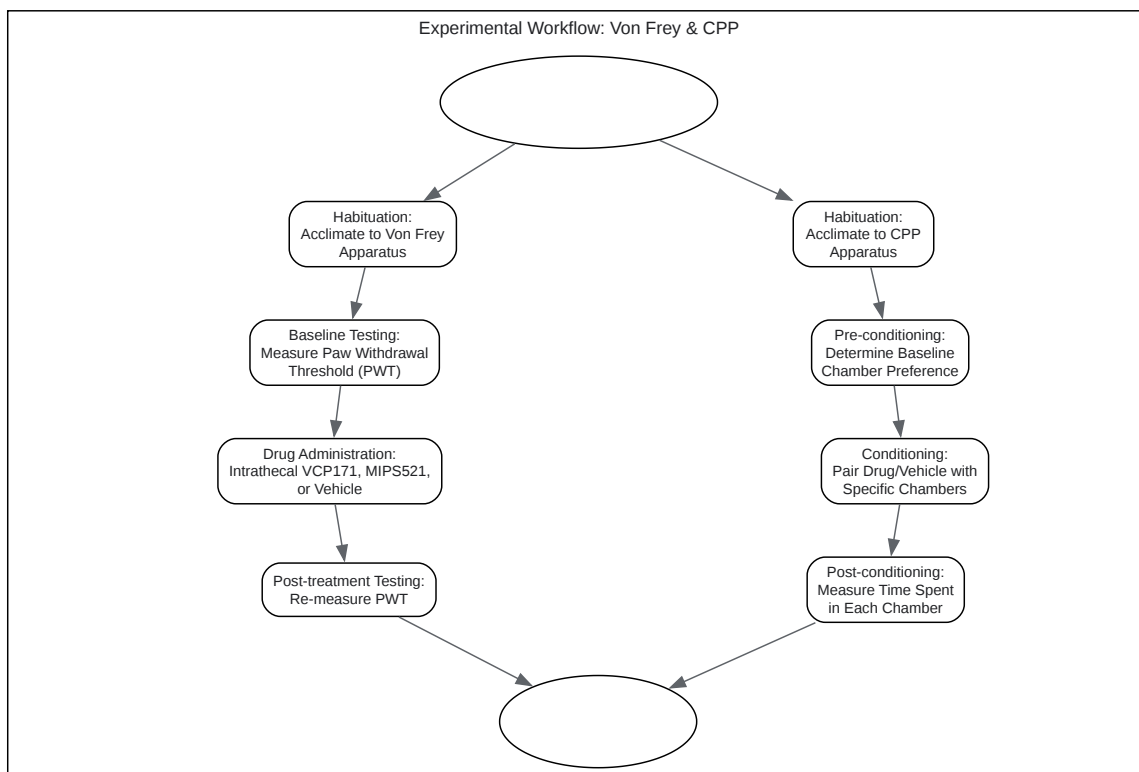 Experimental Workflow: Von Frey & CPP
Habituation:
Acclimate to Von Frey
Apparatus
Baseline Testing:
Measure Paw Withdrawal
Threshold (PWT)
Drug Administration:
Intrathecal VCP171, MIPS521,
or Vehicle
Post-treatment Testing:
Re-measure PWT
Habituation:
Acclimate to CPP
Apparatus
Pre-conditioning:
Determine Baseline
Chamber Preference
Conditioning:
Pair Drug/Vehicle with
Specific Chambers
Post-conditioning:
Measure Time Spent
in Each Chamber